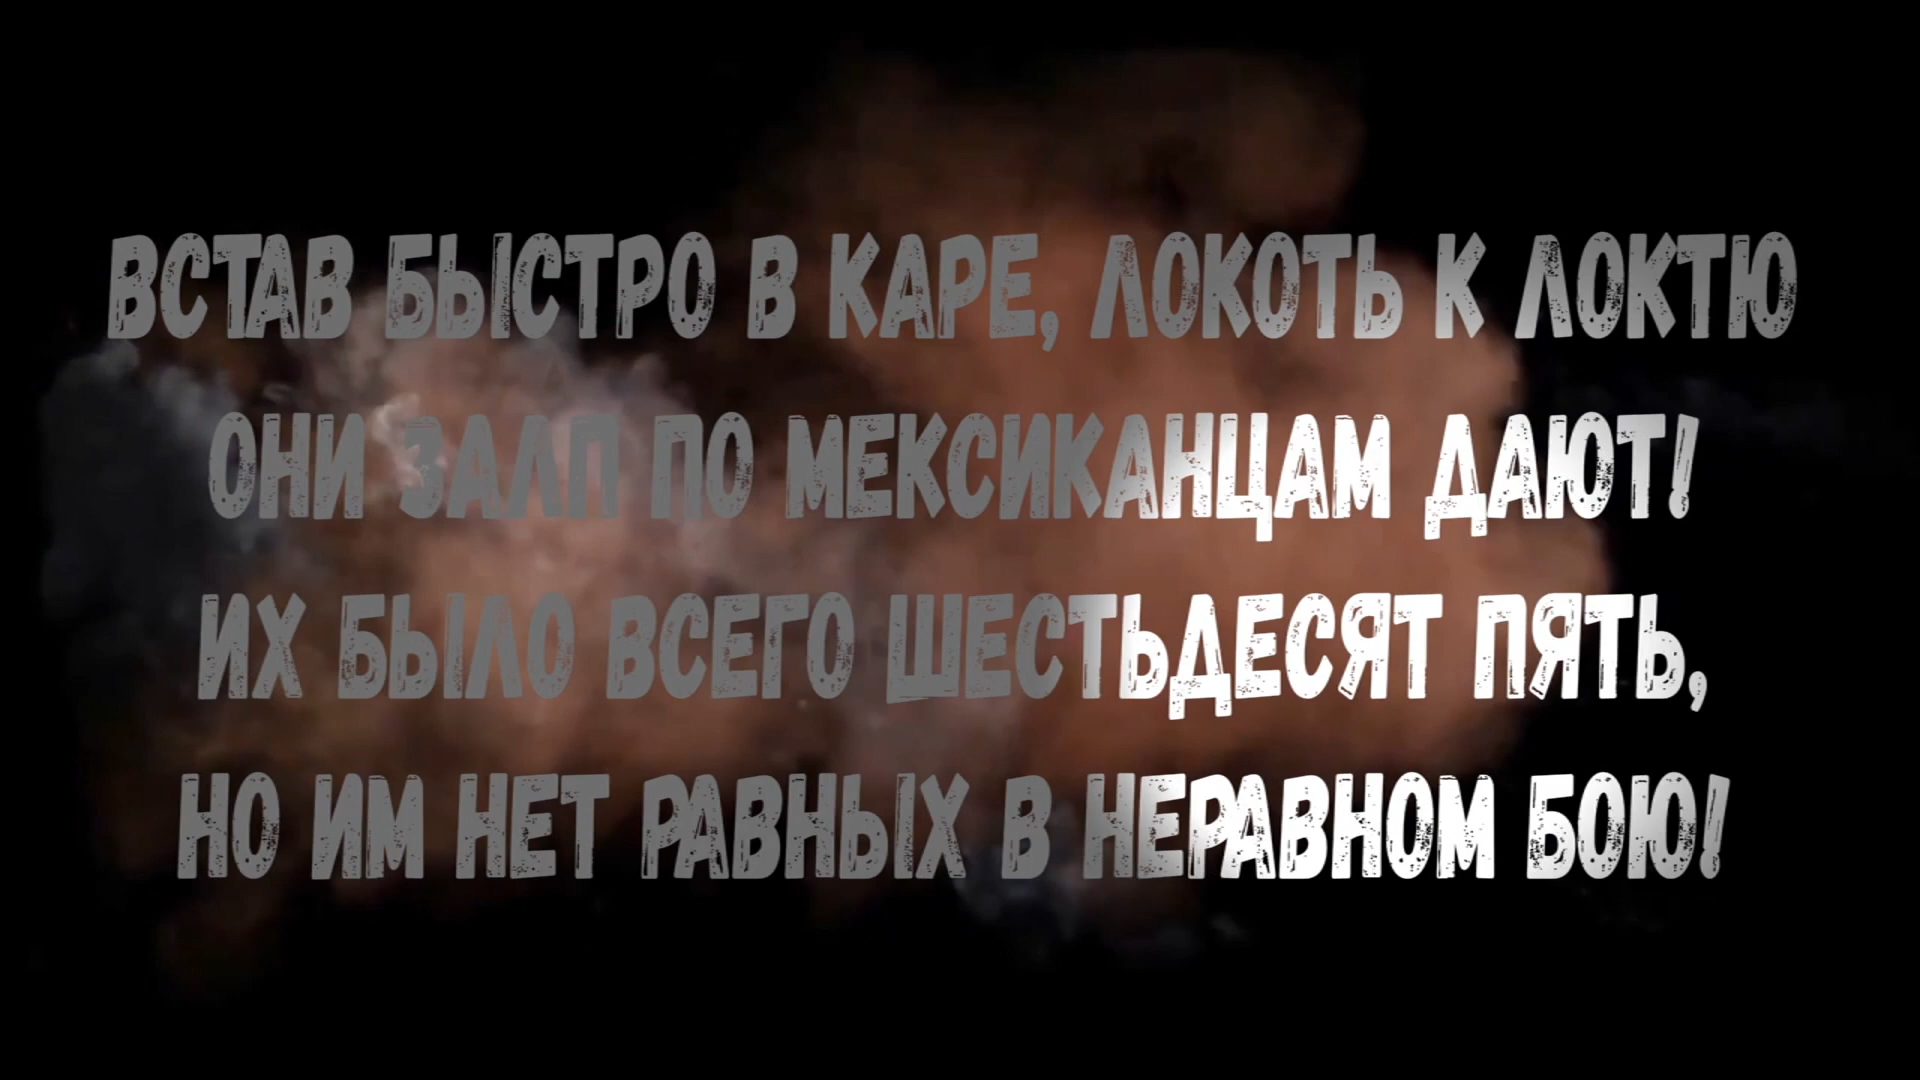 ВСТАВ БЫСТРО В КАРЕ, ЛОКОТЬ К ЛОКТЮ
ОНИ ЗАЛП ПО МЕКСИКАНЦАМ ДАЮТ!
ИХ БЫЛО ВСЕГО ШЕСТЬДЕСЯТ ПЯТЬ,
НО ИМ НЕТ РАВНЫХ В НЕРАВНОМ БОЮ!